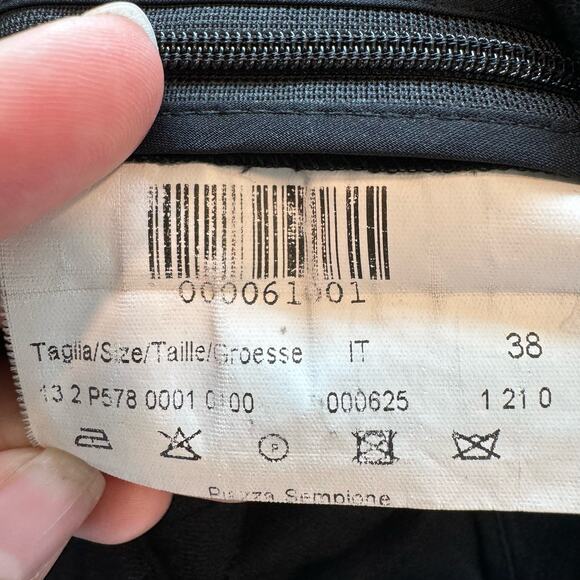 000061001
Taglia/Size/Taille/Groesse IT 38
13 2 P578 0001 0100 000625 1 21 0
P
Piazza Sempione